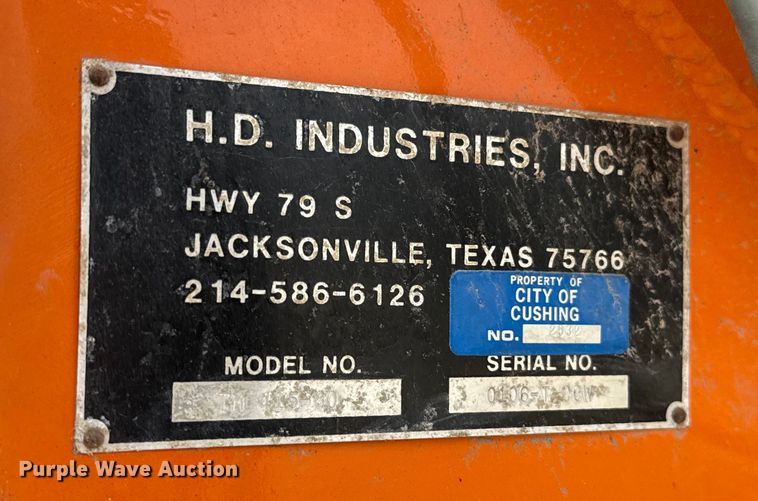 H.D. INDUSTRIES, INC.
HWY 79 S
JACKSONVILLE, TEXAS 75766
214-586-6126
PROPERTY OF
CITY OF
CUSHING
NO. 2532
MODEL NO.
SERIAL NO.
Purple Wave Auction